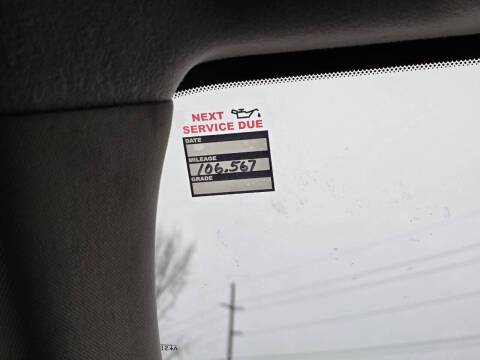 NEXT
SERVICE DUE
DATE
MILEAGE
106,567
GRADE